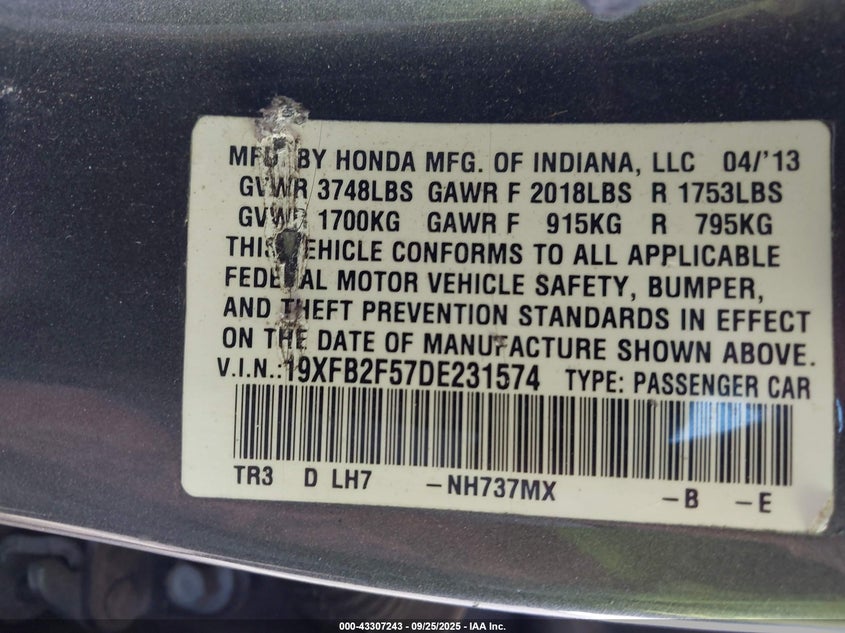 MFD BY HONDA MFG. OF INDIANA, LLC 04/'13
GVWR 3748LBS GAWR F 2018LBS R 1753LBS
GVWR 1700KG GAWR F 915KG R 795KG
THIS VEHICLE CONFORMS TO ALL APPLICABLE
FEDERAL MOTOR VEHICLE SAFETY, BUMPER,
AND THEFT PREVENTION STANDARDS IN EFFECT
ON THE DATE OF MANUFACTURE SHOWN ABOVE.
V.I.N.:19XFB2F57DE231574 TYPE: PASSENGER CAR
TR3 D LH7 -NH737MX -B -E
000-43307243 - 09/25/2025 - IAA Inc.